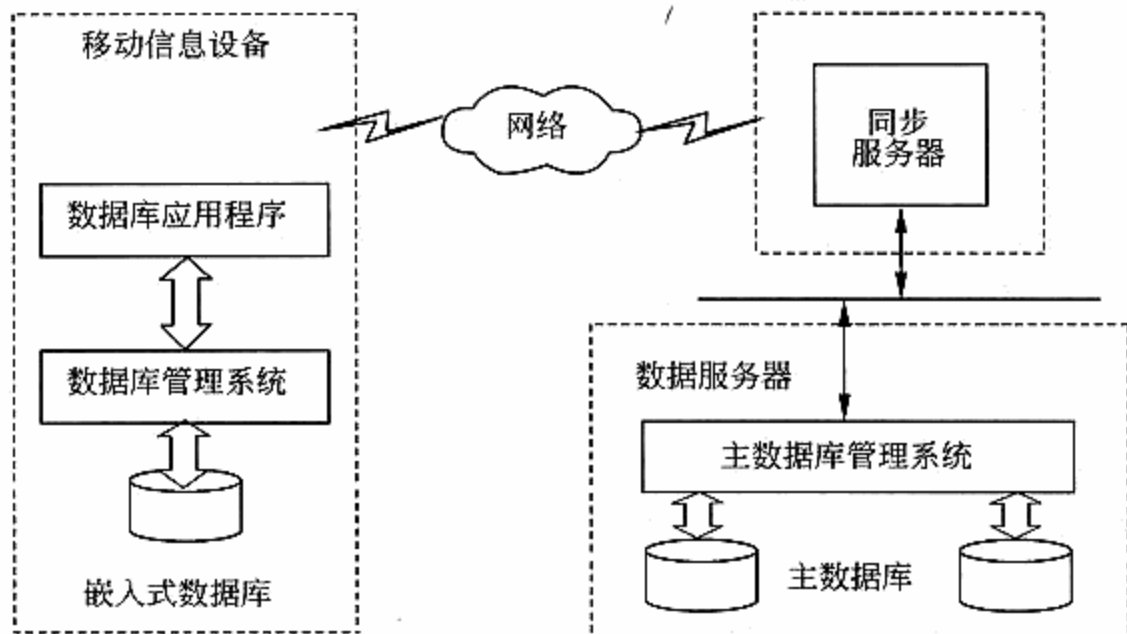 移动信息设备
网络
同步
服务器
数据库应用程序
数据库管理系统
嵌入式数据库
数据服务器
主数据库管理系统
主数据库